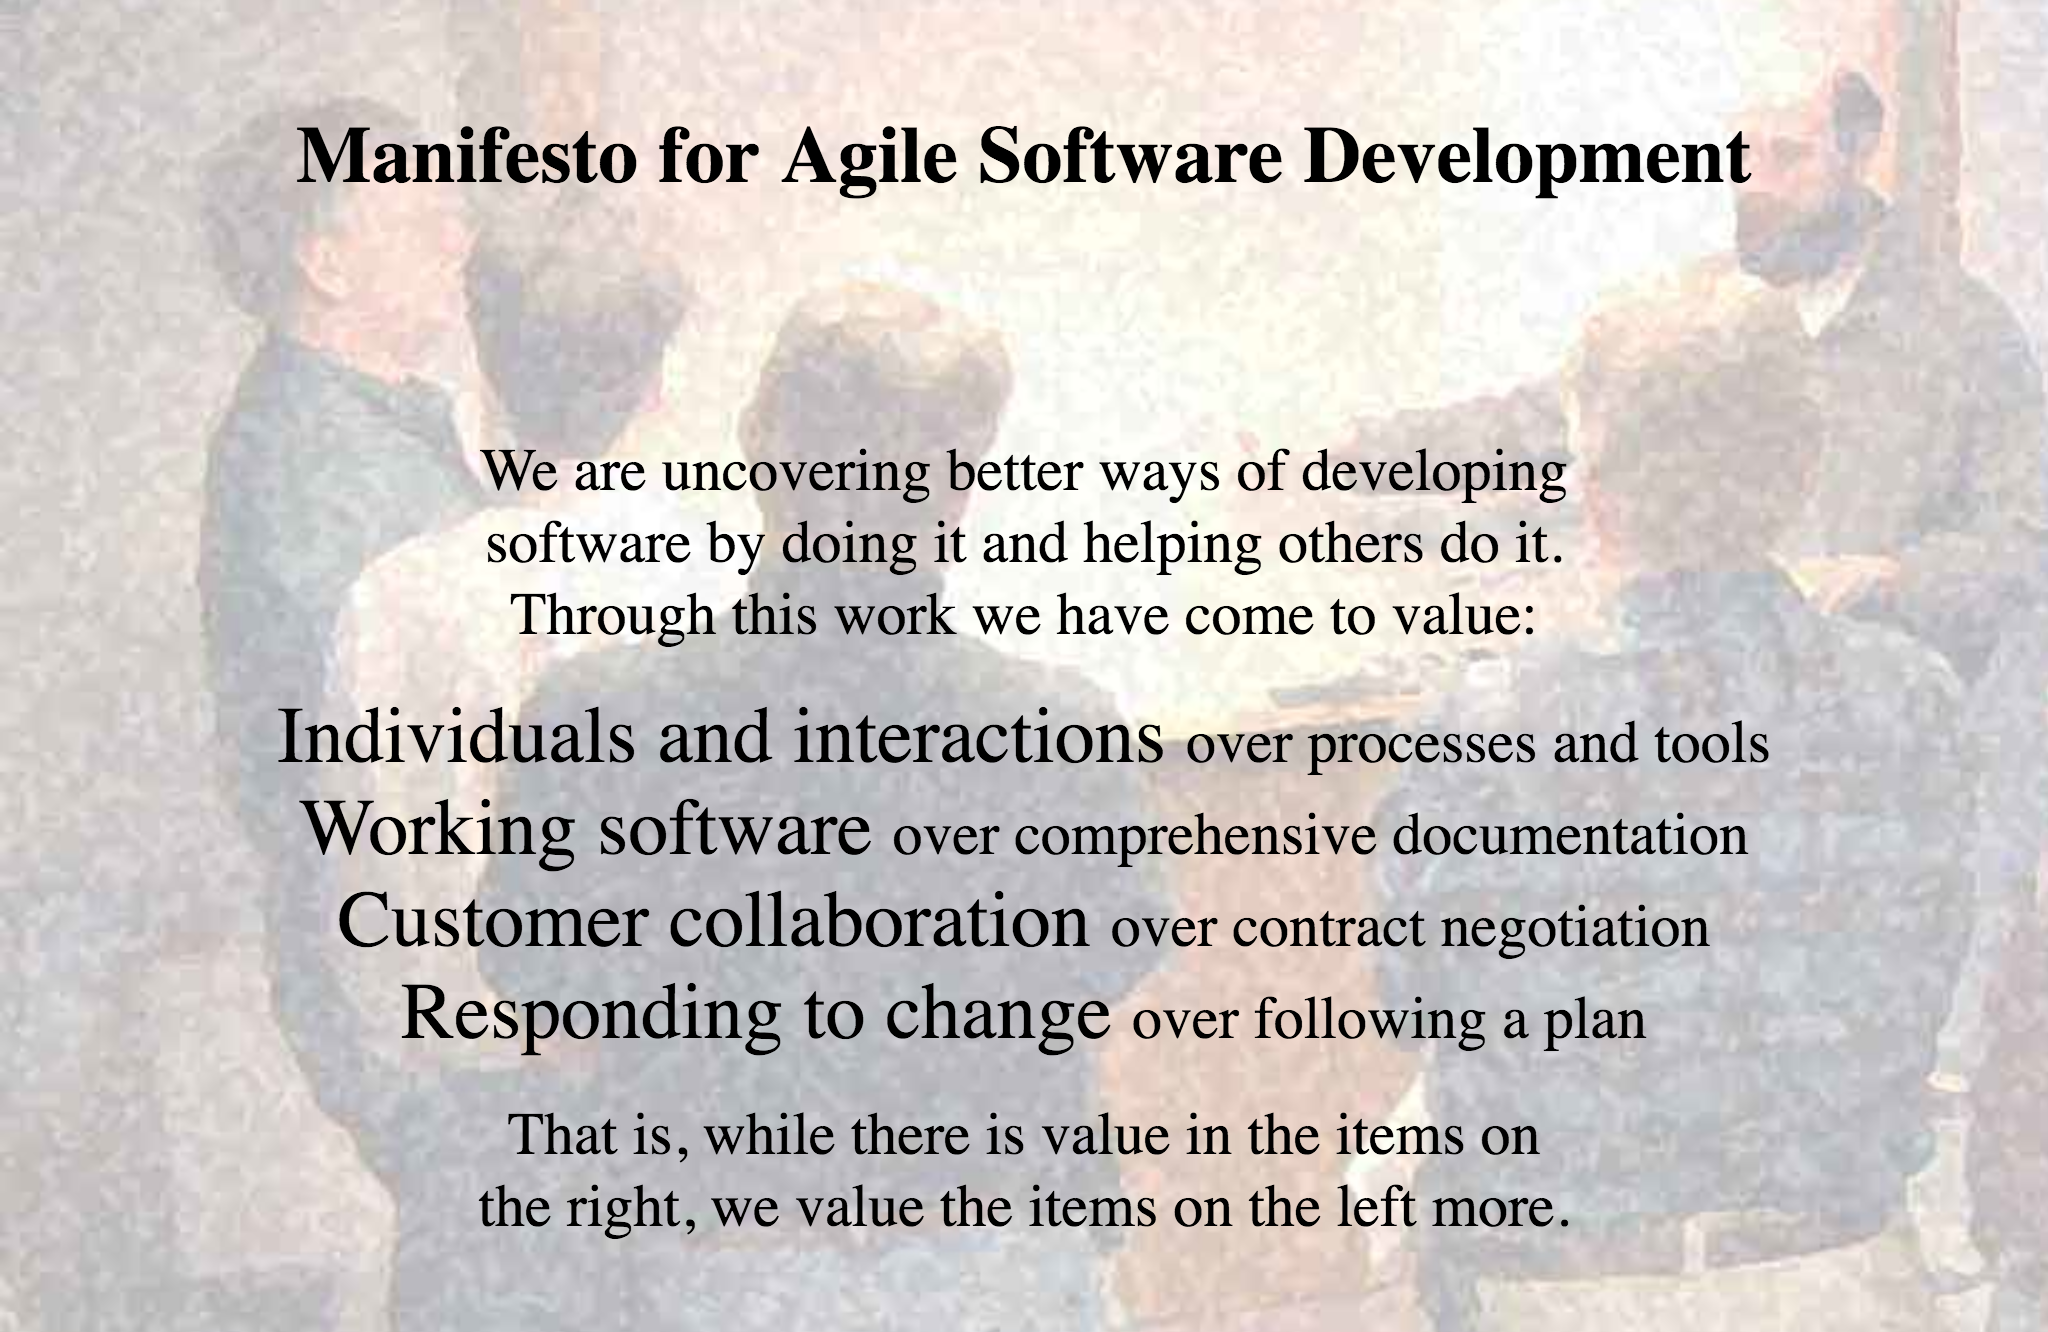 Manifesto for Agile Software Development
We are uncovering better ways of developing
software by doing it and helping others do it.
Through this work we have come to value:
Individuals and interactions over processes and tools
Working software over comprehensive documentation
Customer collaboration over contract negotiation
Responding to change over following a plan
That is, while there is value in the items on
the right, we value the items on the left more.